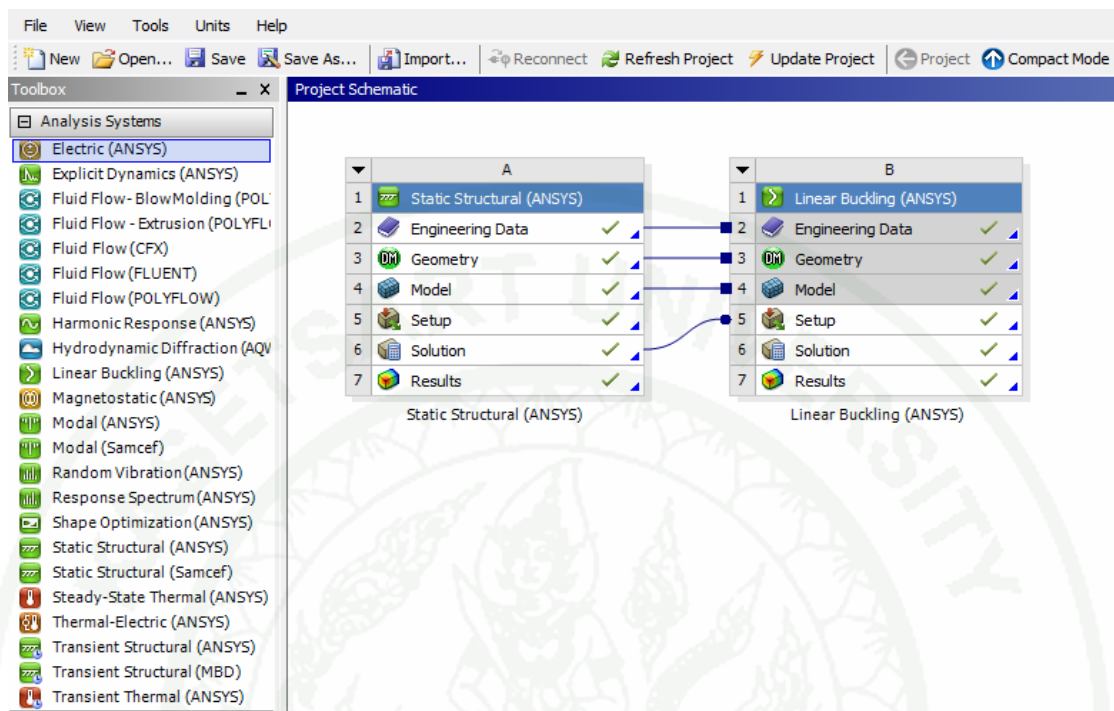 File View Tools Units Help
New Open... Save Save As... Import... Reconnect Refresh Project Update Project Project Compact Mode
Toolbox
Project Schematic
Analysis Systems
Electric (ANSYS)
Explicit Dynamics (ANSYS)
Fluid Flow- BlowMolding (POL
Fluid Flow - Extrusion (POLYFL
Fluid Flow (CFX)
Fluid Flow (FLUENT)
Fluid Flow (POLYFLOW)
Harmonic Response (ANSYS)
Hydrodynamic Diffraction (AQW
Linear Buckling (ANSYS)
Magnetostatic (ANSYS)
Modal (ANSYS)
Modal (Samcef)
Random Vibration (ANSYS)
Response Spectrum (ANSYS)
Shape Optimization (ANSYS)
Static Structural (ANSYS)
Static Structural (Samcef)
Steady-State Thermal (ANSYS)
Thermal-Electric (ANSYS)
Transient Structural (ANSYS)
Transient Structural (MBD)
Transient Thermal (ANSYS)
A
1 Static Structural (ANSYS)
2 Engineering Data
3 DM Geometry
4 Model
5 Setup
6 Solution
7 Results
Static Structural (ANSYS)
B
1 Linear Buckling (ANSYS)
2 Engineering Data
3 DM Geometry
4 Model
5 Setup
6 Solution
7 Results
Linear Buckling (ANSYS)
UNIVERSITY